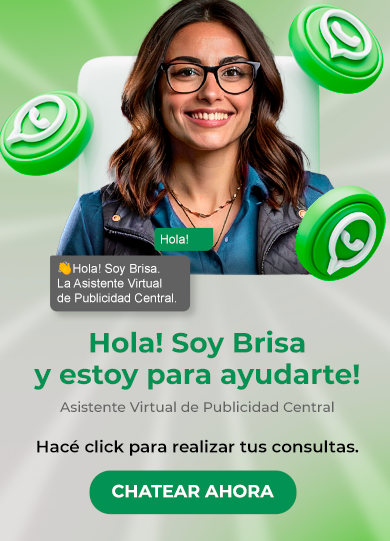 Hola!
👋Hola! Soy Brisa.
La Asistente Virtual
de Publicidad Central.
Hola! Soy Brisa
y estoy para ayudarte!
Asistente Virtual de Publicidad Central
Hacé click para realizar tus consultas.
CHATEAR AHORA